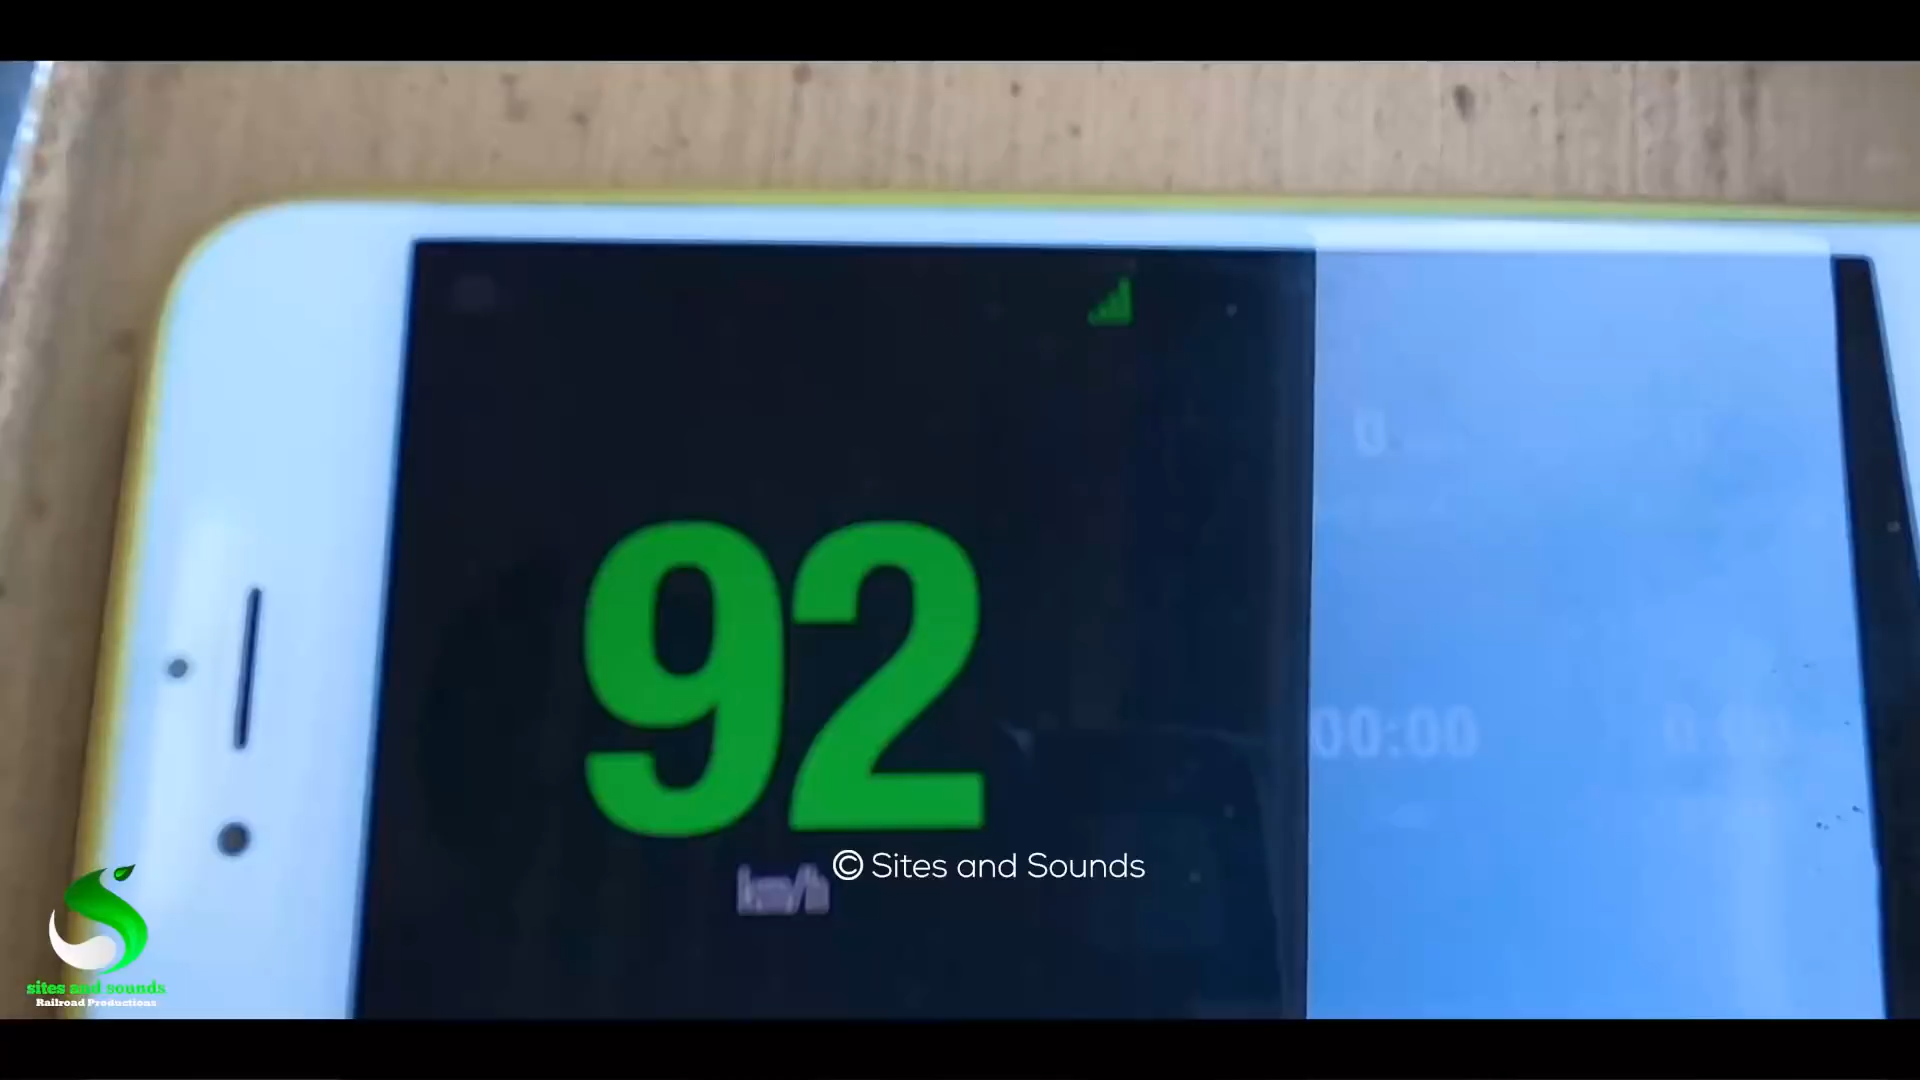 92
km/h
© Sites and Sounds
00:00
sites and sounds
Railroad Productions